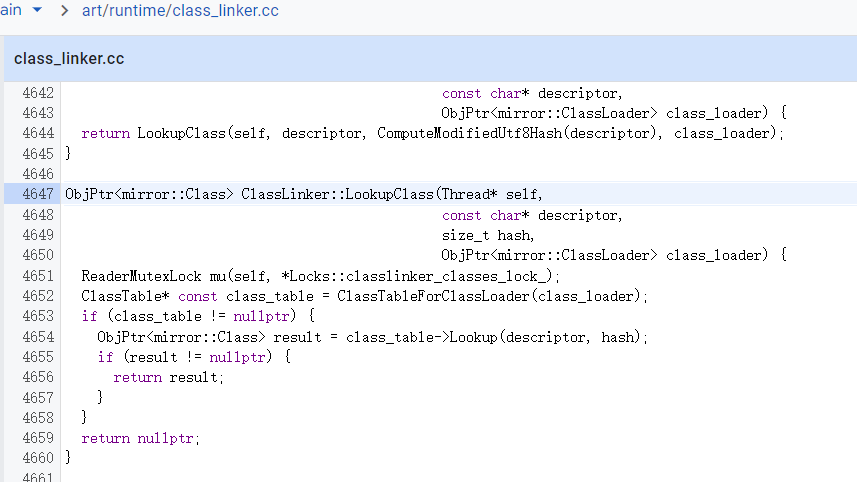 ain > art/runtime/class_linker.cc
class_linker.cc
4642 const char* descriptor,
4643 ObjPtr<mirror::ClassLoader> class_loader) {
4644 return LookupClass(self, descriptor, ComputeModifiedUtf8Hash(descriptor), class_loader);
4645 }
4646
4647 ObjPtr<mirror::Class> ClassLinker::LookupClass(Thread* self,
4648 const char* descriptor,
4649 size_t hash,
4650 ObjPtr<mirror::ClassLoader> class_loader) {
4651 ReaderMutexLock mu(self, *Locks::classlinker_classes_lock_);
4652 ClassTable* const class_table = ClassTableForClassLoader(class_loader);
4653 if (class_table != nullptr) {
4654 ObjPtr<mirror::Class> result = class_table->Lookup(descriptor, hash);
4655 if (result != nullptr) {
4656 return result;
4657 }
4658 }
4659 return nullptr;
4660 }
4661